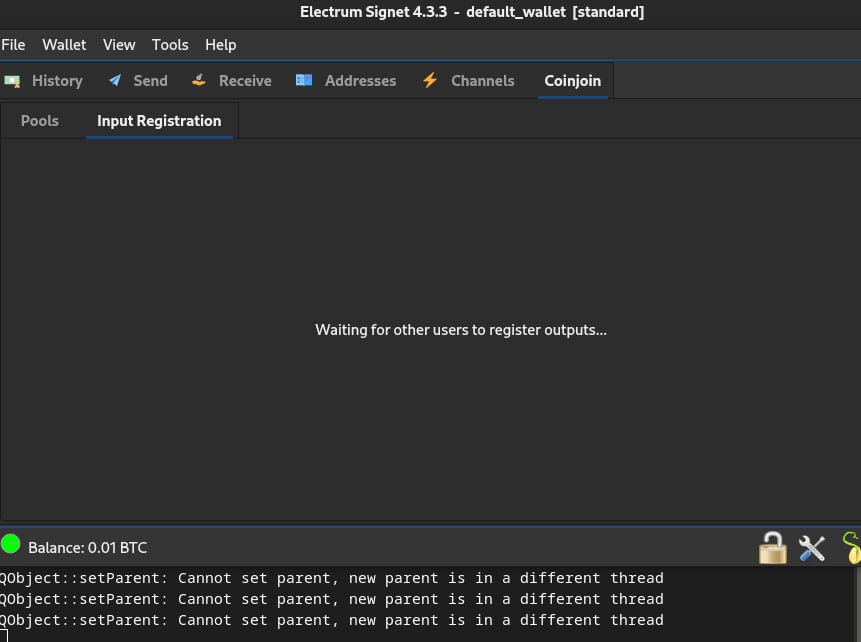 Electrum Signet 4.3.3 - default_wallet [standard]
File Wallet View Tools Help
History Send Receive Addresses Channels Coinjoin
Pools Input Registration
Waiting for other users to register outputs...
Balance: 0.01 BTC
QObject::setParent: Cannot set parent, new parent is in a different thread
QObject::setParent: Cannot set parent, new parent is in a different thread
QObject::setParent: Cannot set parent, new parent is in a different thread